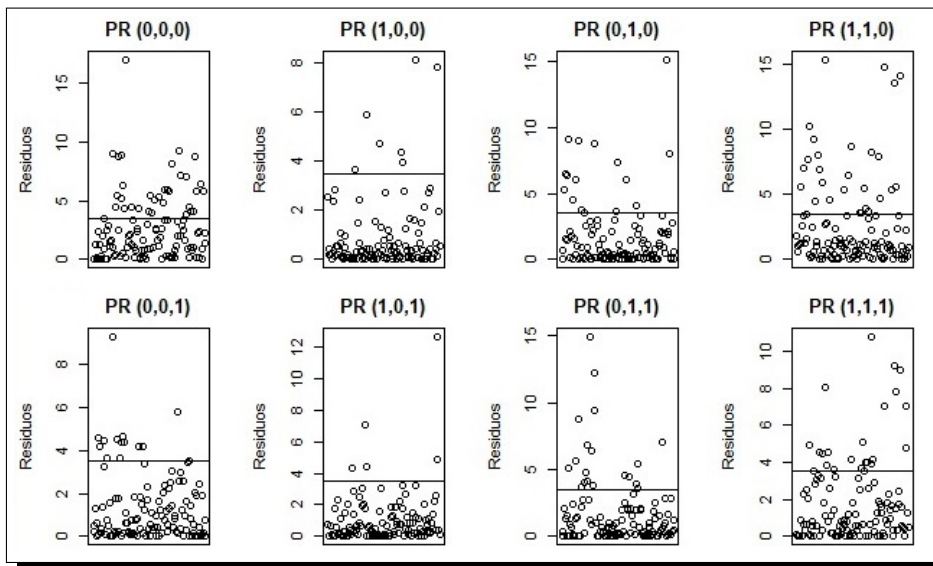 PR (0,0,0) PR (1,0,0) PR (0,1,0) PR (1,1,0)
Residuos Residuos Residuos Residuos
15 8 15 15
10 6 10 10
5 4 5 5
0 2 0 0
0
PR (0,0,1) PR (1,0,1) PR (0,1,1) PR (1,1,1)
Residuos Residuos Residuos Residuos
8 12 15 10
6 10 10 8
4 8 5 6
2 6 0 4
0 4 2
2 0
0